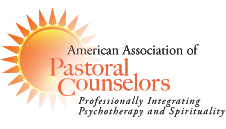 American Association of
Pastoral
Counselors
Professionally Integrating
Psychotherapy and Spirituality